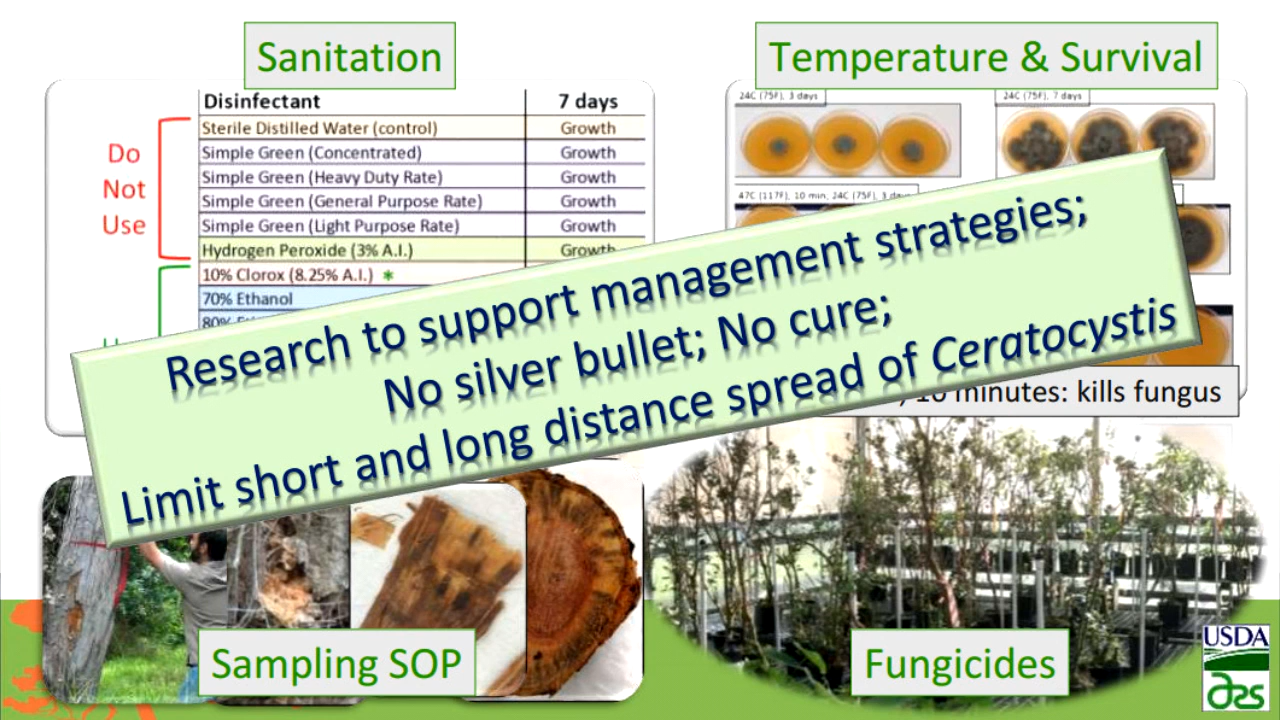 Sanitation
Temperature & Survival
Disinfectant 7 days
Sterile Distilled Water (control) Growth
Simple Green (Concentrated) Growth
Simple Green (Heavy Duty Rate) Growth
Simple Green (General Purpose Rate) Growth
Simple Green (Light Purpose Rate) Growth
Hydrogen Peroxide (3% A.I.) Growth
10% Clorox (8.25% A.I.) *
70% Ethanol
80%
Do
Not
Use
24C (75F), 3 days
24C (75F), 7 days
47C (117F), 10 min, 24C (75F), 3
Research to support management strategies;
No silver bullet; No cure;
Limit short and long distance spread of Ceratocystis
minutes: kills fungus
Sampling SOP
Fungicides
USDA
ars